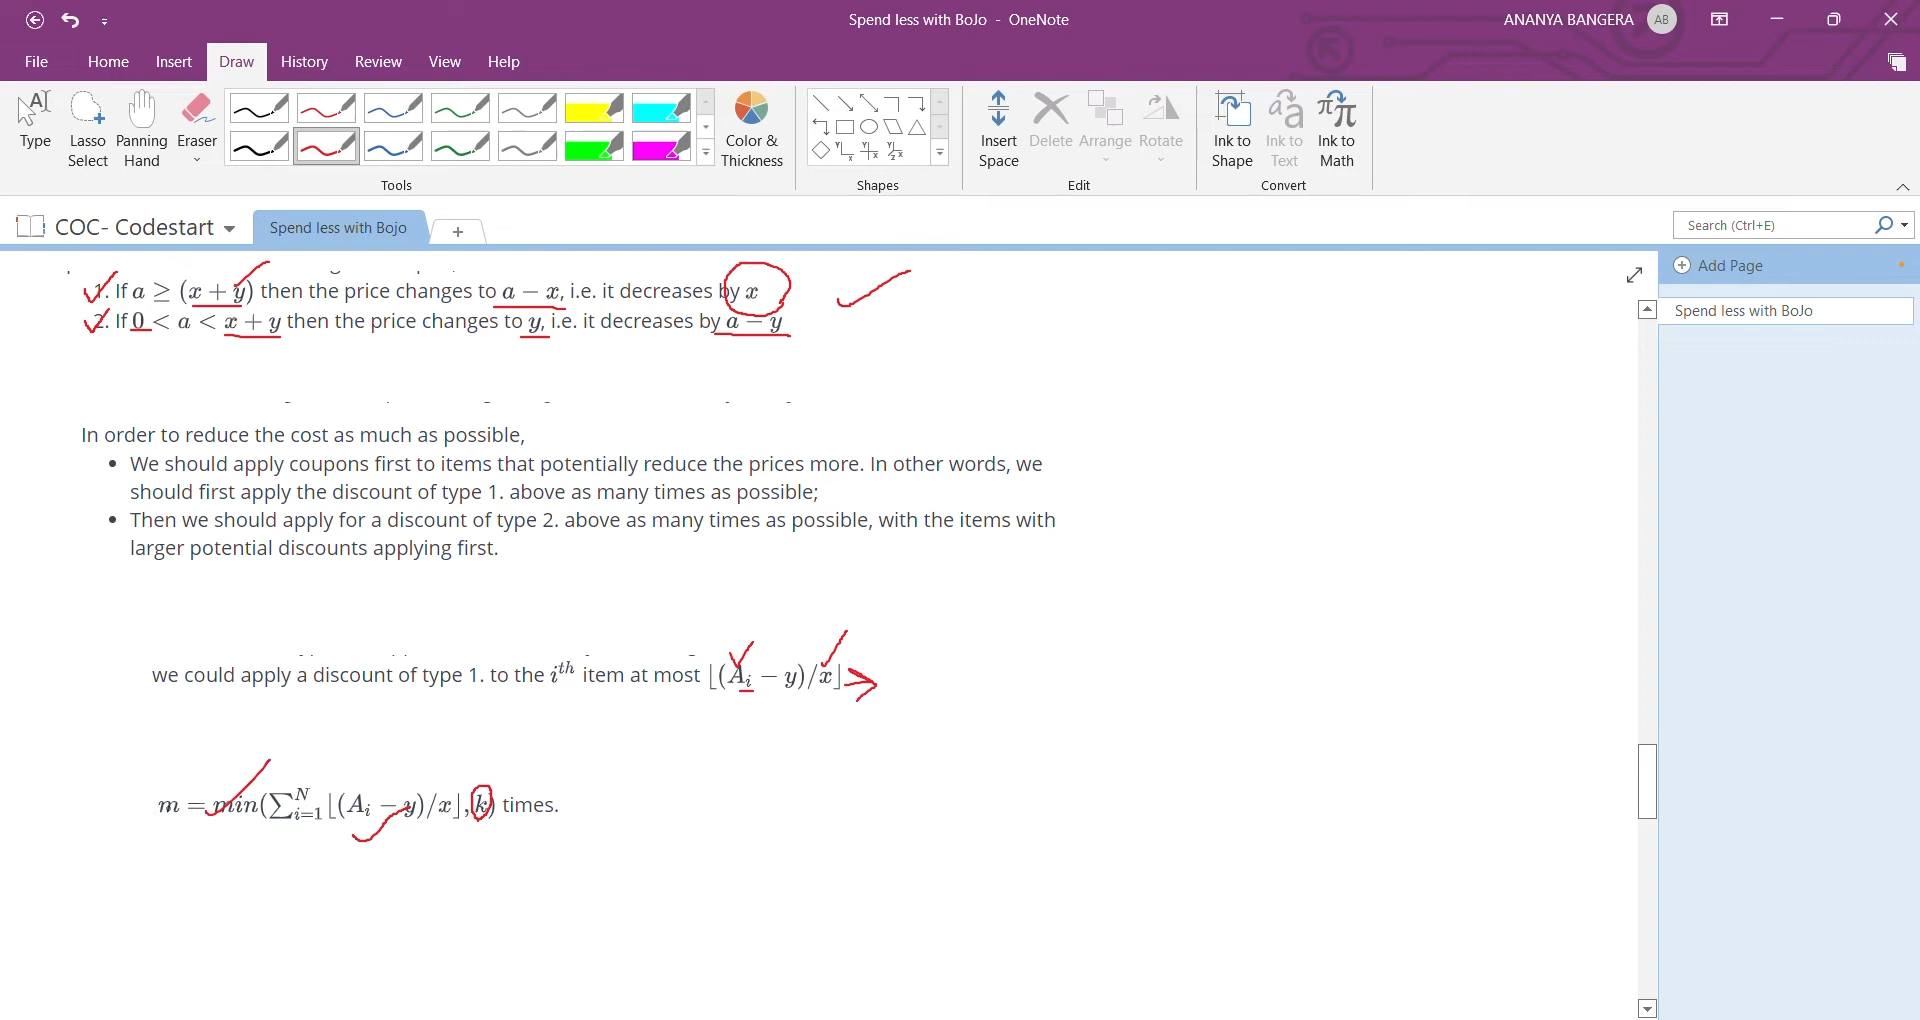 Spend less with BoJo - OneNote
ANANYA BANGERA AB
File Home Insert Draw History Review View Help
Type Lasso Select Panning Hand Eraser Color & Thickness Insert Space Delete Arrange Rotate Ink to Shape Ink to Text Ink to Math
Tools Shapes Edit Convert
COC- Codestart Spend less with Bojo + Search (Ctrl+E)
Add Page
Spend less with BoJo
1. If a ≥ (x + y) then the price changes to a − x, i.e. it decreases by x
2. If 0 < a < x + y then the price changes to y, i.e. it decreases by a − y
In order to reduce the cost as much as possible,
• We should apply coupons first to items that potentially reduce the prices more. In other words, we
should first apply the discount of type 1. above as many times as possible;
• Then we should apply for a discount of type 2. above as many times as possible, with the items with
larger potential discounts applying first.
we could apply a discount of type 1. to the i^{th} item at most ⌊(A_i − y)/x⌋
m = min(∑_{i=1}^{N}⌊(A_i − y)/x⌋, k) times.